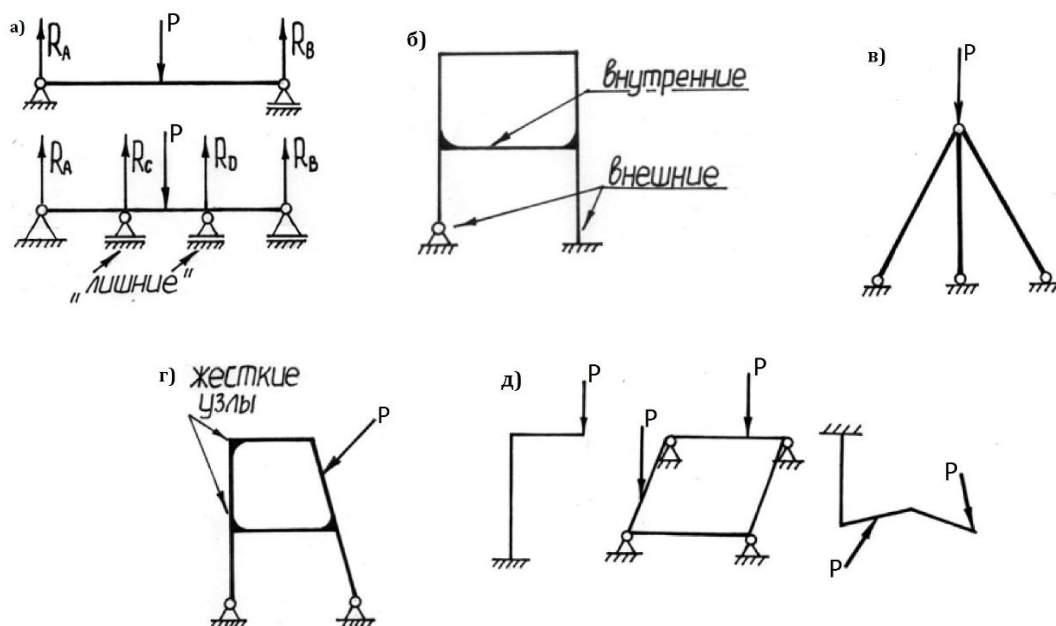 а)
R_A
P
R_B
R_A
R_C
P
R_D
R_B
„лишние"
б)
внутренние
внешние
в)
P
г)
жесткие
узлы
P
д)
P
P
P
P
P